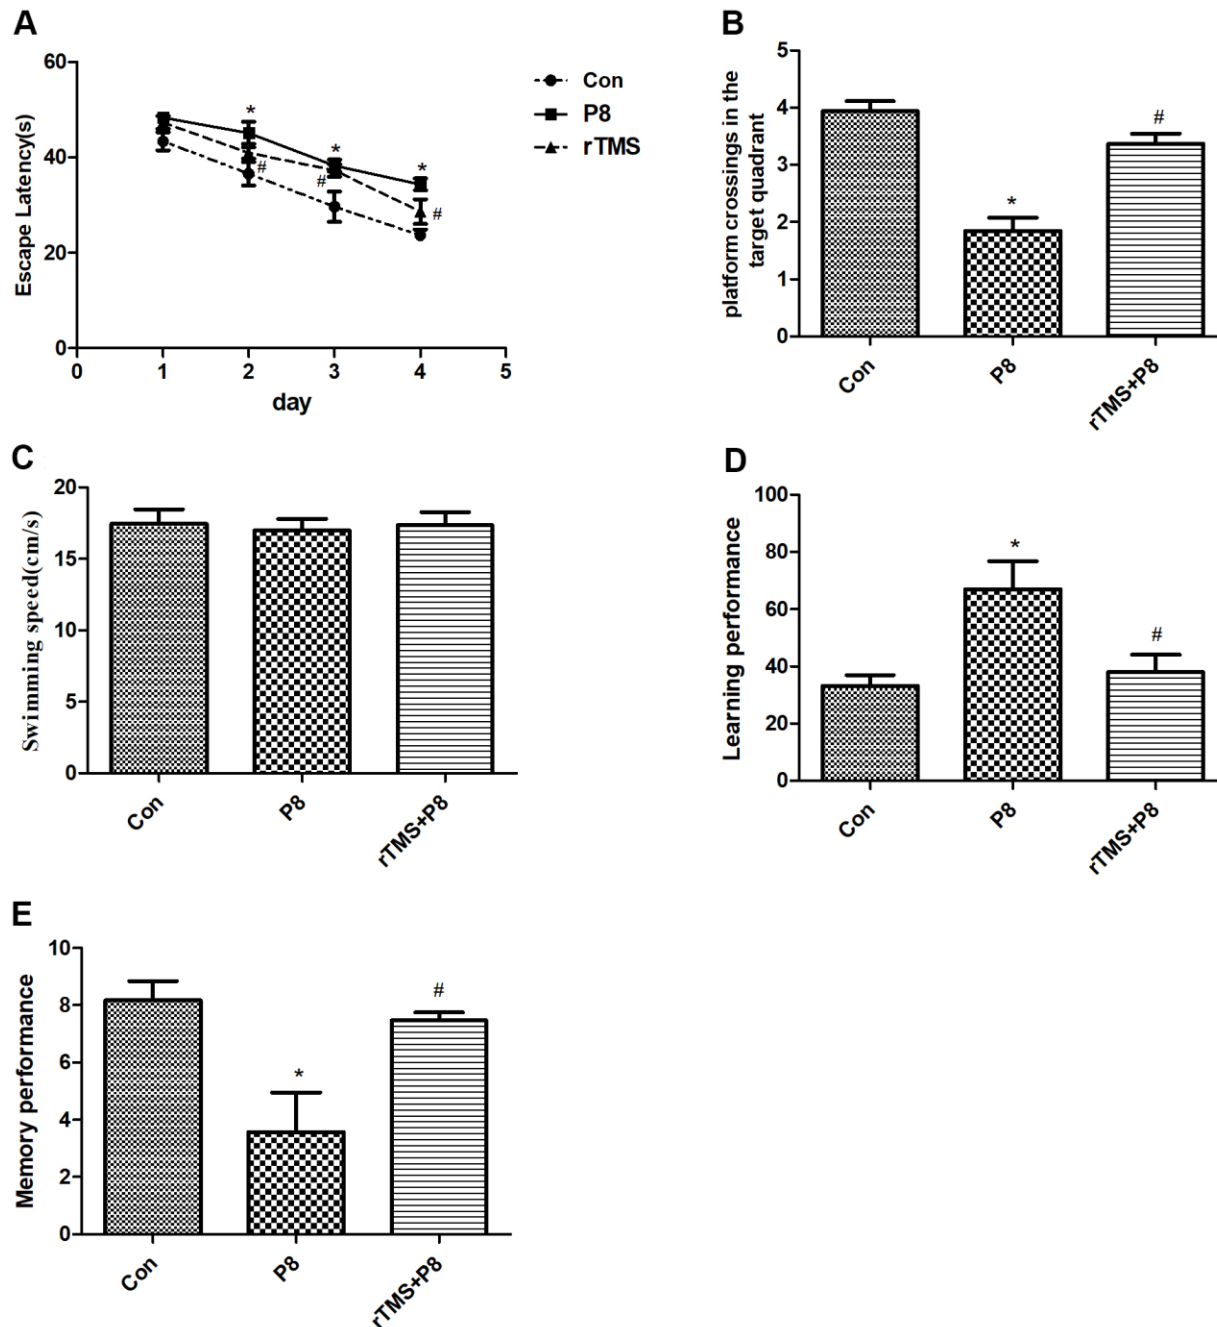 A
60
40
20
0
0 1 2 3 4 5
day
Escape Latency(s)
* * *
# # #
Con
P8
rTMS
B
5
4
3
2
1
0
platform crossings in the
target quadrant
*
#
Con P8 rTMS+P8
C
20
15
10
5
0
Swimming speed(cm/s)
Con P8 rTMS+P8
D
100
80
60
40
20
0
Learning performance
*
#
Con P8 rTMS+P8
E
10
8
6
4
2
0
Memory performance
*
#
Con P8 rTMS+P8